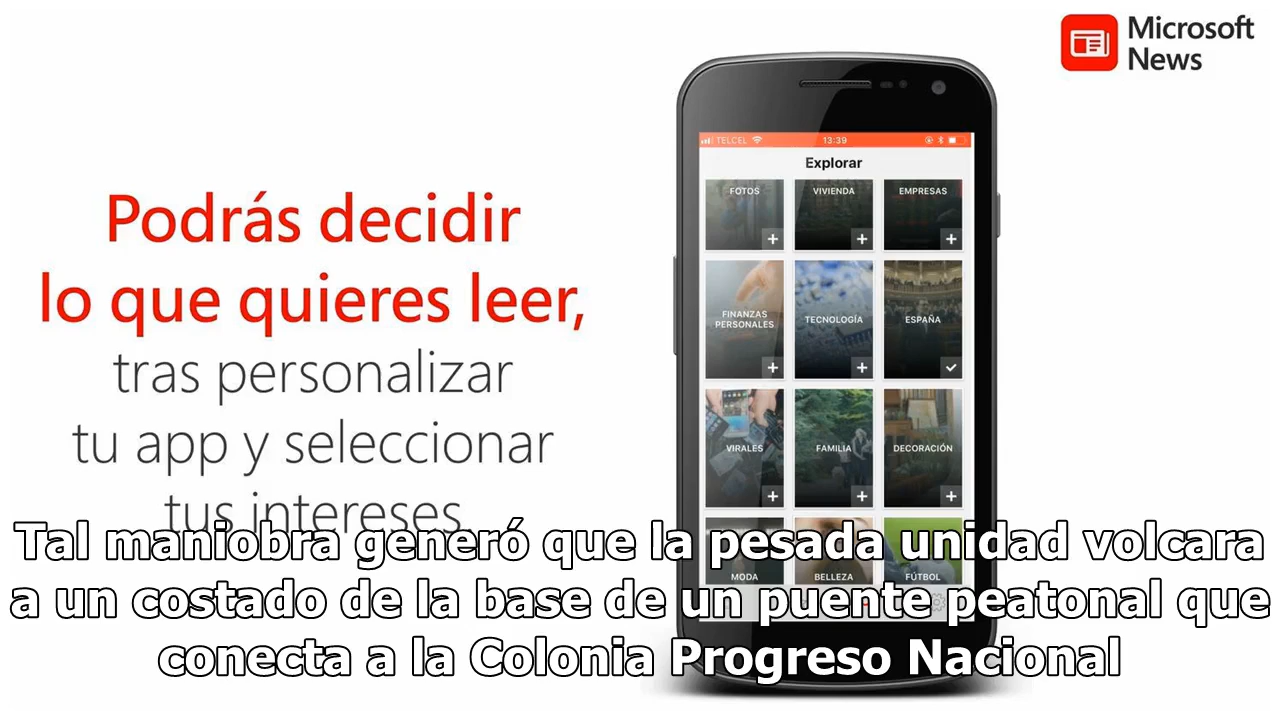 Microsoft
News
Podrás decidir
lo que quieres leer,
tras personalizar
tu app y seleccionar
tus intereses.
TELCEL 13:39
Explorar
FOTOS VIVIENDA EMPRESAS
FINANZAS
PERSONALES TECNOLOGÍA ESPAÑA
VIRALES FAMILIA DECORACIÓN
MODA BELLEZA FÚTBOL
Tal maniobra generó que la pesada unidad volcara
a un costado de la base de un puente peatonal que
conecta a la Colonia Progreso Nacional